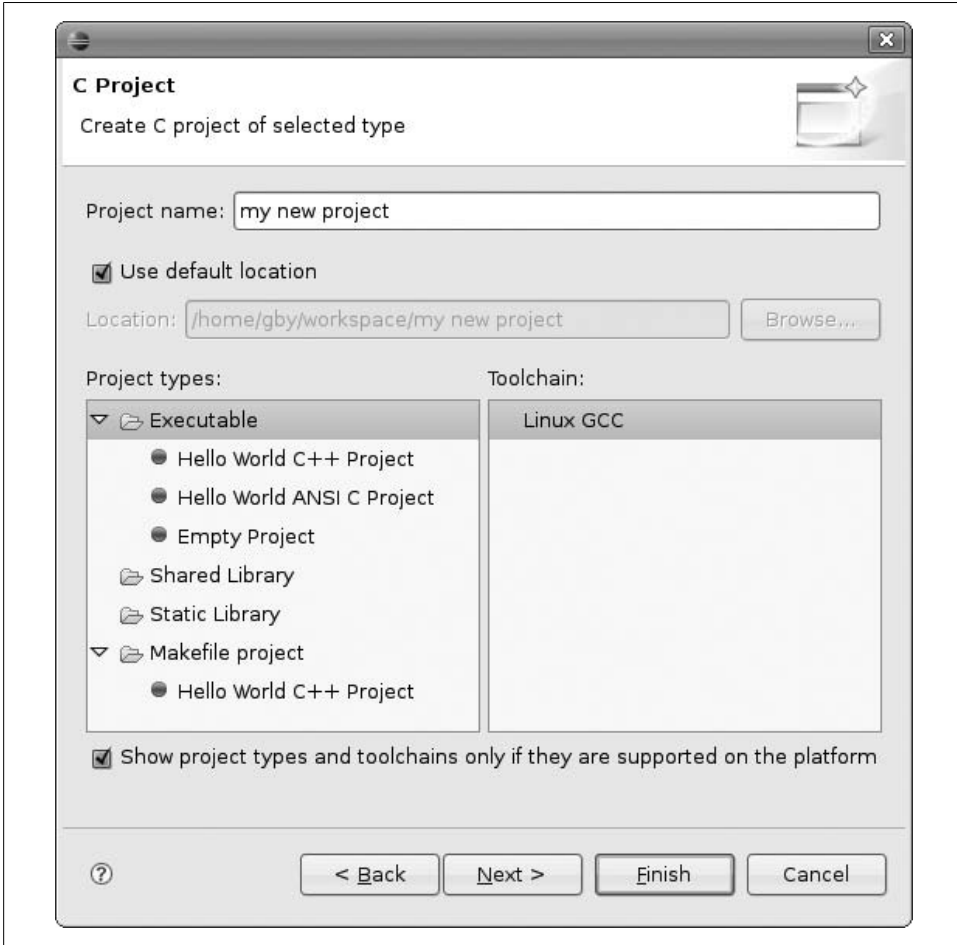 C Project
Create C project of selected type
Project name: my new project
Use default location
Location: /home/gby/workspace/my new project Browse...
Project types: Toolchain:
Executable Linux GCC
Hello World C++ Project
Hello World ANSI C Project
Empty Project
Shared Library
Static Library
Makefile project
Hello World C++ Project
Show project types and toolchains only if they are supported on the platform
? < Back Next > Finish Cancel